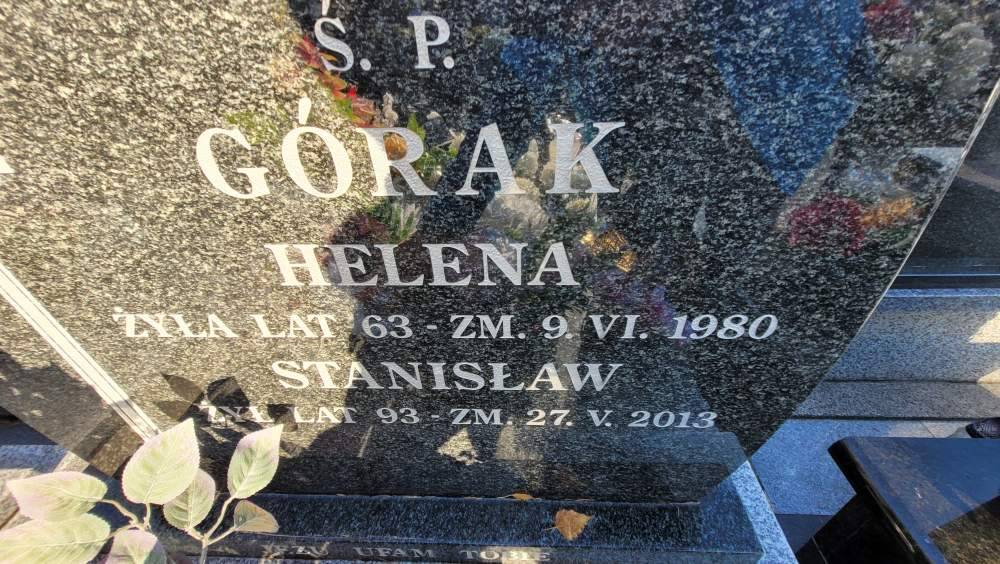 Ś. P.
GÓRAK
HELENA
ŻYŁA LAT 63 - ZM. 9. VI. 1980
STANISŁAW
ŻYŁ LAT 93 - ZM. 27. V. 2013
UFAM TOBIE